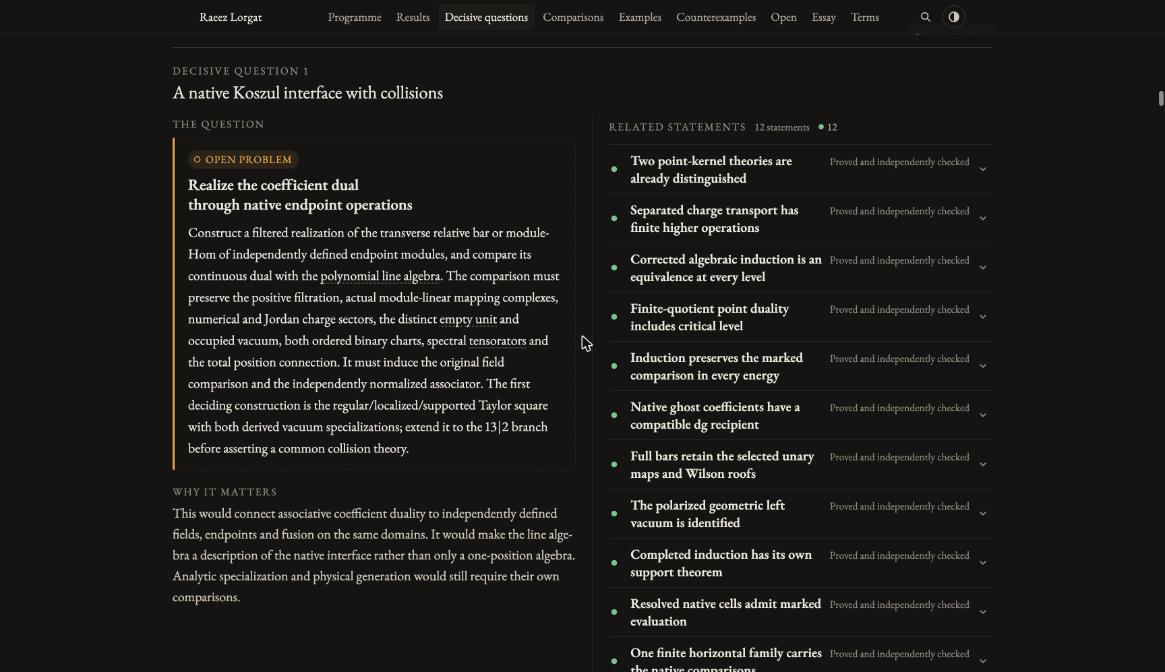 Raeez Lorgat
Programme Results Decisive questions Comparisons Examples Counterexamples Open Essay Terms
DECISIVE QUESTION 1
A native Koszul interface with collisions
THE QUESTION
OPEN PROBLEM
Realize the coefficient dual
through native endpoint operations
Construct a filtered realization of the transverse relative bar or module-
Hom of independently defined endpoint modules, and compare its
continuous dual with the polynomial line algebra. The comparison must
preserve the positive filtration, actual module-linear mapping complexes,
numerical and Jordan charge sectors, the distinct empty unit and
occupied vacuum, both ordered binary charts, spectral tensorators and
the total position connection. It must induce the original field
comparison and the independently normalized associator. The first
deciding construction is the regular/localized/supported Taylor square
with both derived vacuum specializations; extend it to the 13|2 branch
before asserting a common collision theory.
WHY IT MATTERS
This would connect associative coefficient duality to independently defined
fields, endpoints and fusion on the same domains. It would make the line alge-
bra a description of the native interface rather than only a one-position algebra.
Analytic specialization and physical generation would still require their own
comparisons.
RELATED STATEMENTS 12 statements 12
Two point-kernel theories are
already distinguished
Proved and independently checked
Separated charge transport has
finite higher operations
Proved and independently checked
Corrected algebraic induction is an
equivalence at every level
Proved and independently checked
Finite-quotient point duality
includes critical level
Proved and independently checked
Induction preserves the marked
comparison in every energy
Proved and independently checked
Native ghost coefficients have a
compatible dg recipient
Proved and independently checked
Full bars retain the selected unary
maps and Wilson roofs
Proved and independently checked
The polarized geometric left
vacuum is identified
Proved and independently checked
Completed induction has its own
support theorem
Proved and independently checked
Resolved native cells admit marked
evaluation
Proved and independently checked
One finite horizontal family carries
the native comparisons
Proved and independently checked